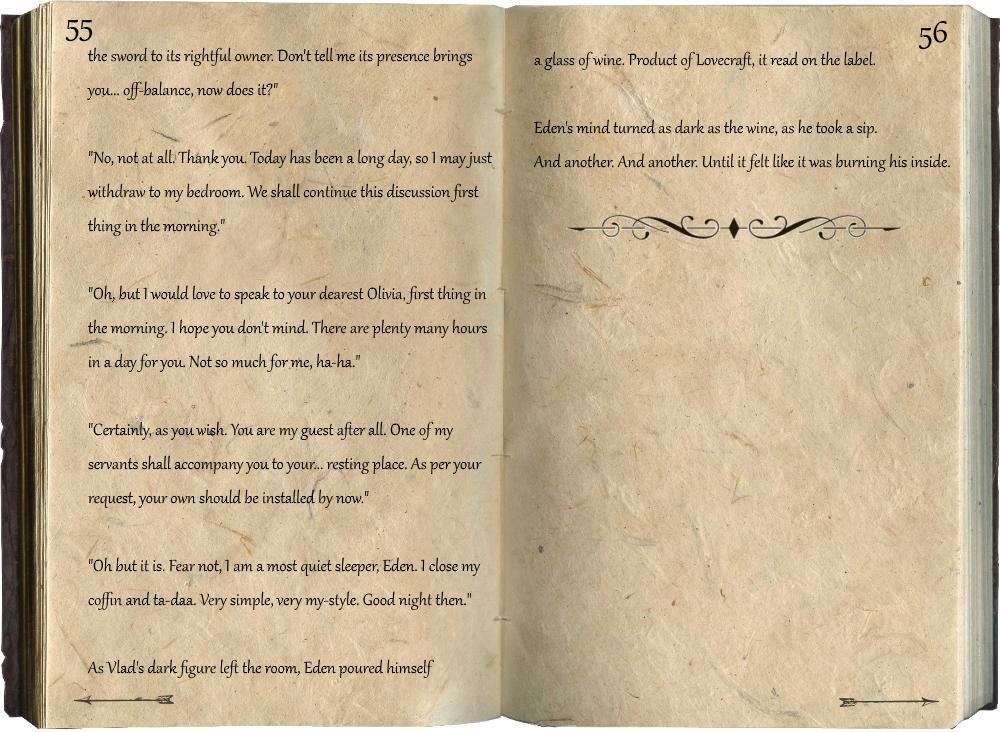 55
the sword to its rightful owner. Don't tell me its presence brings
you... off-balance, now does it?"
"No, not at all. Thank you. Today has been a long day, so I may just
withdraw to my bedroom. We shall continue this discussion first
thing in the morning."
"Oh, but I would love to speak to your dearest Olivia, first thing in
the morning. I hope you don't mind. There are plenty many hours
in a day for you. Not so much for me, ha-ha."
"Certainly, as you wish. You are my guest after all. One of my
servants shall accompany you to your... resting place. As per your
request, your own should be installed by now."
"Oh but it is. Fear not, I am a most quiet sleeper, Eden. I close my
coffin and ta-daa. Very simple, very my-style. Good night then."
As Vlad's dark figure left the room, Eden poured himself
56
a glass of wine. Product of Lovecraft, it read on the label.
Eden's mind turned as dark as the wine, as he took a sip.
And another. And another. Until it felt like it was burning his inside.